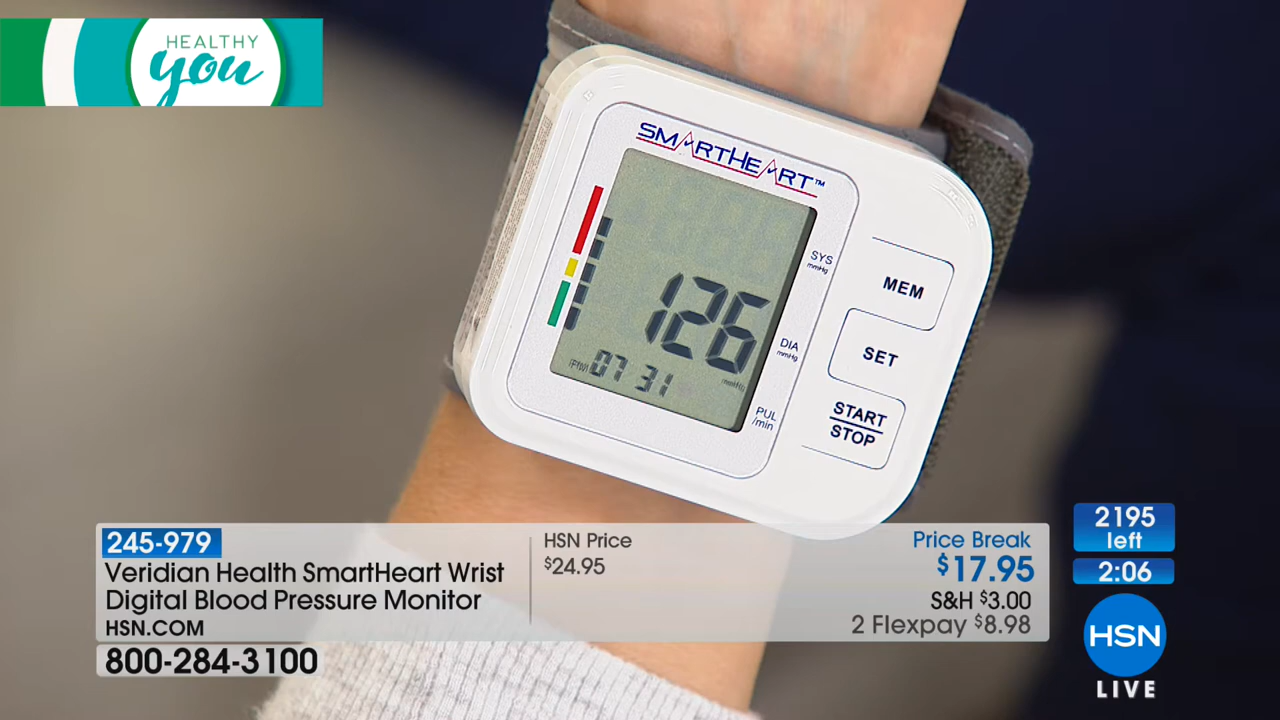 HEALTHY
you
SMARTHEART™
SYS
mmHg
MEM
126
mmHg
DIA
mmHg
SET
07 31
PUL
/min
START
STOP
245-979
Veridian Health SmartHeart Wrist
Digital Blood Pressure Monitor
HSN.COM
800-284-3100
HSN Price
$24.95
Price Break
$17.95
S&H $3.00
2 Flexpay $8.98
2195
left
2:06
HSN
LIVE